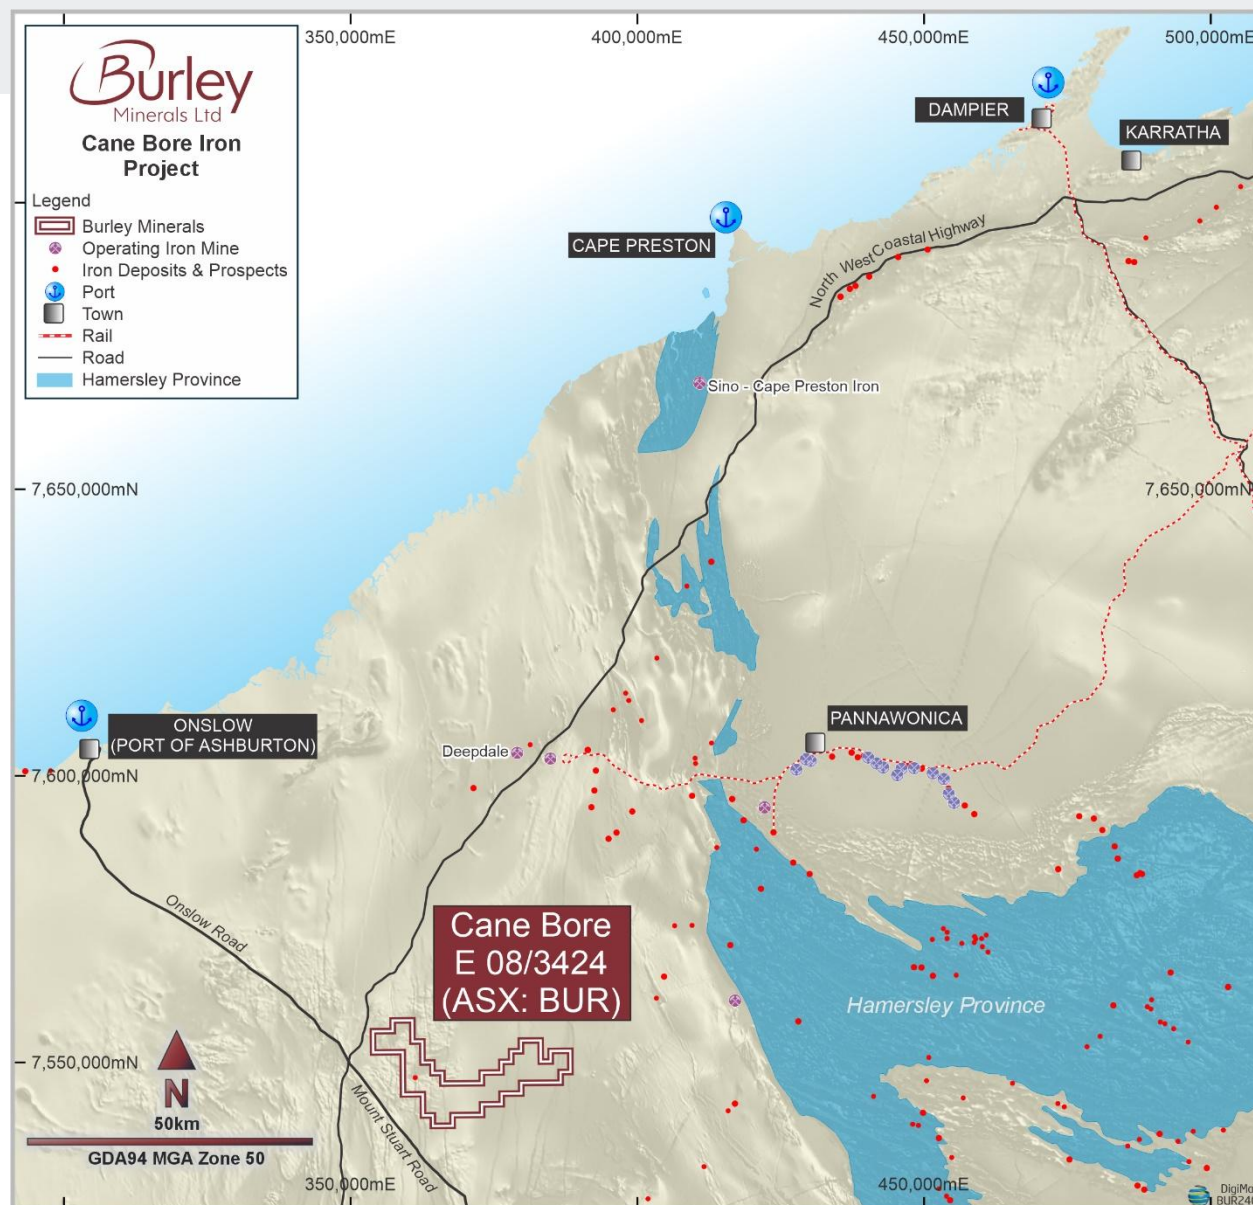 350,000mE
400,000mE
450,000mE
500,000mE
Burley
Minerals Ltd
Cane Bore Iron
Project
Legend
Burley Minerals
Operating Iron Mine
Iron Deposits & Prospects
Port
Town
Rail
Road
Hamersley Province
DAMPIER
KARRATHA
CAPE PRESTON
North West Coastal Highway
Sino - Cape Preston Iron
7,650,000mN
7,650,000mN
ONSLOW
(PORT OF ASHBURTON)
PANNAWONICA
Deepdale
7,600,000mN
Onslow Road
Cane Bore
E 08/3424
(ASX: BUR)
Hamersley Province
7,550,000mN
N
50km
GDA94 MGA Zone 50
Mount Stuart Road
350,000mE
450,000mE